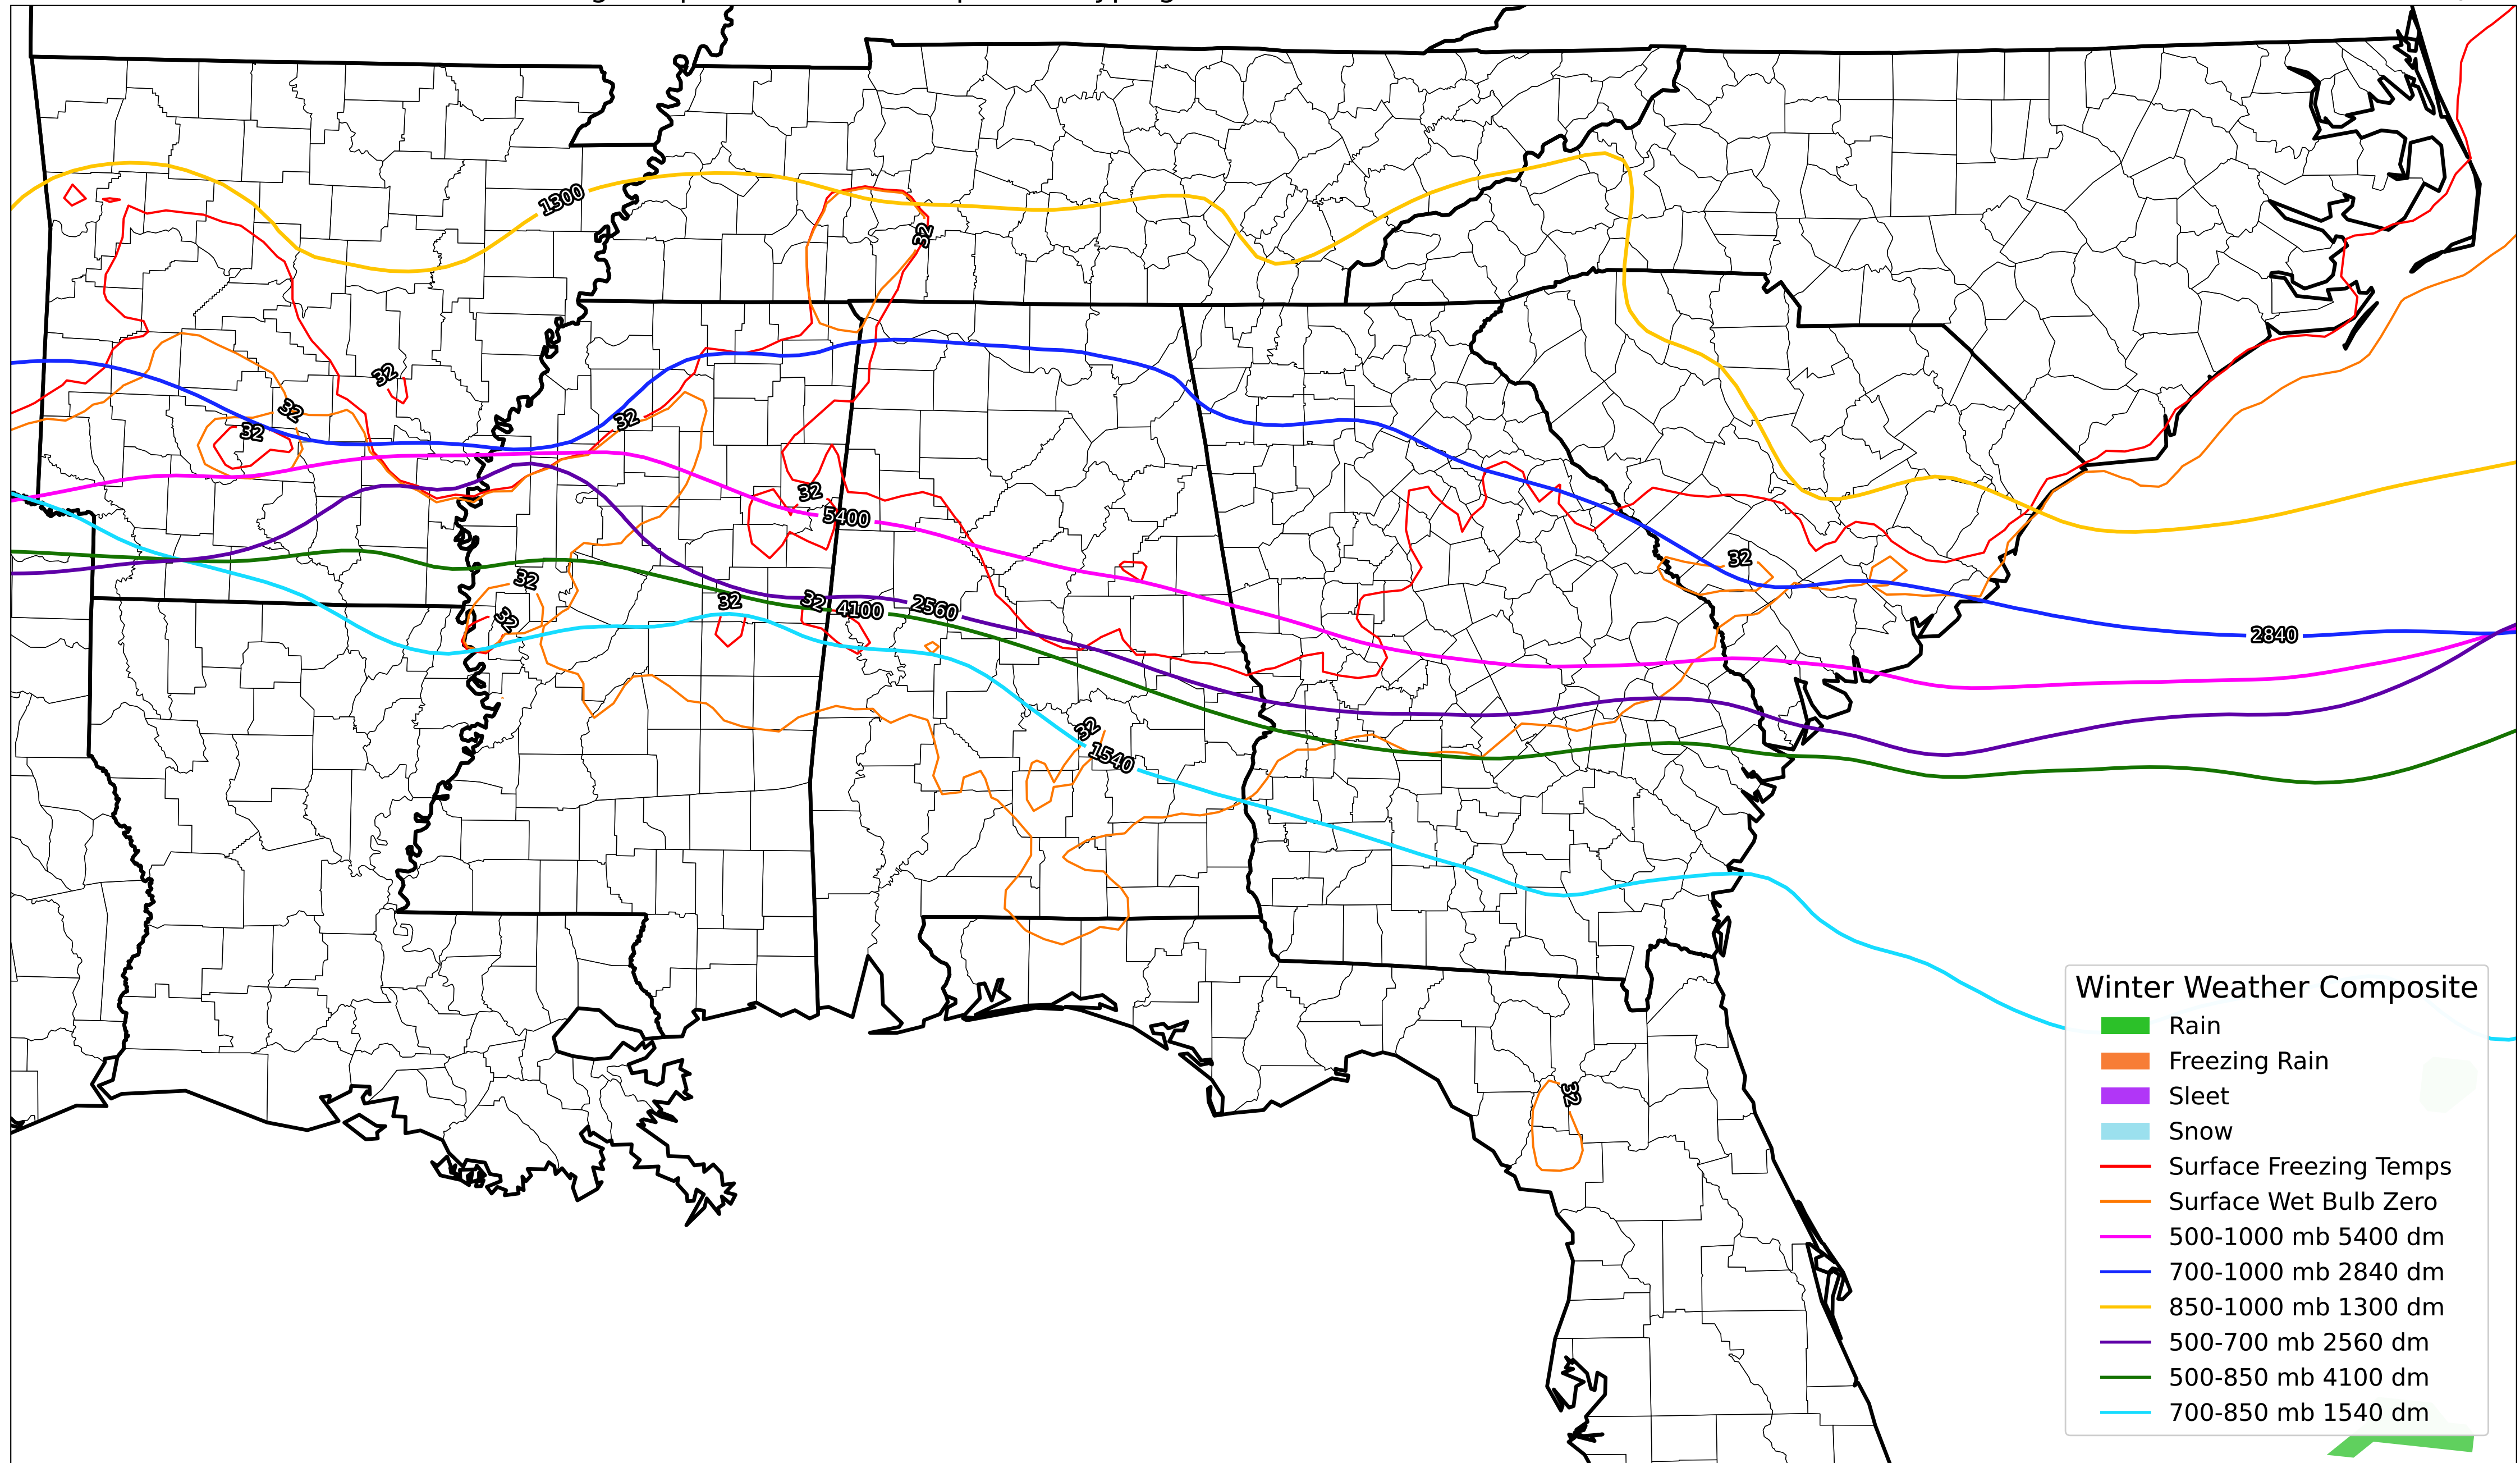 32
1300
32
32
32
32
32
5400
32
32
32
32
32
4100
2560
2840
32
1540
32
Winter Weather Composite
Rain
Freezing Rain
Sleet
Snow
Surface Freezing Temps
Surface Wet Bulb Zero
500-1000 mb 5400 dm
700-1000 mb 2840 dm
850-1000 mb 1300 dm
500-700 mb 2560 dm
500-850 mb 4100 dm
700-850 mb 1540 dm